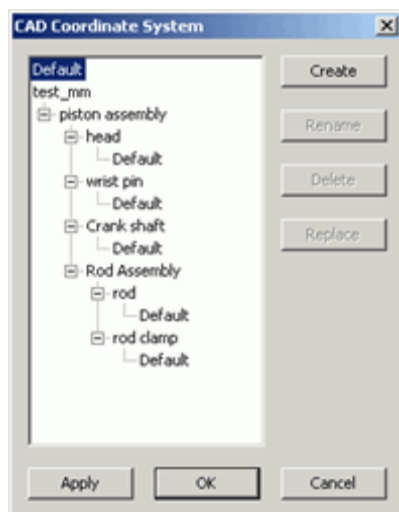 CAD Coordinate System
Default
test_mm
piston assembly
head
Default
wrist pin
Default
Crank shaft
Default
Rod Assembly
rod
Default
rod clamp
Default
Create
Rename
Delete
Replace
Apply
OK
Cancel